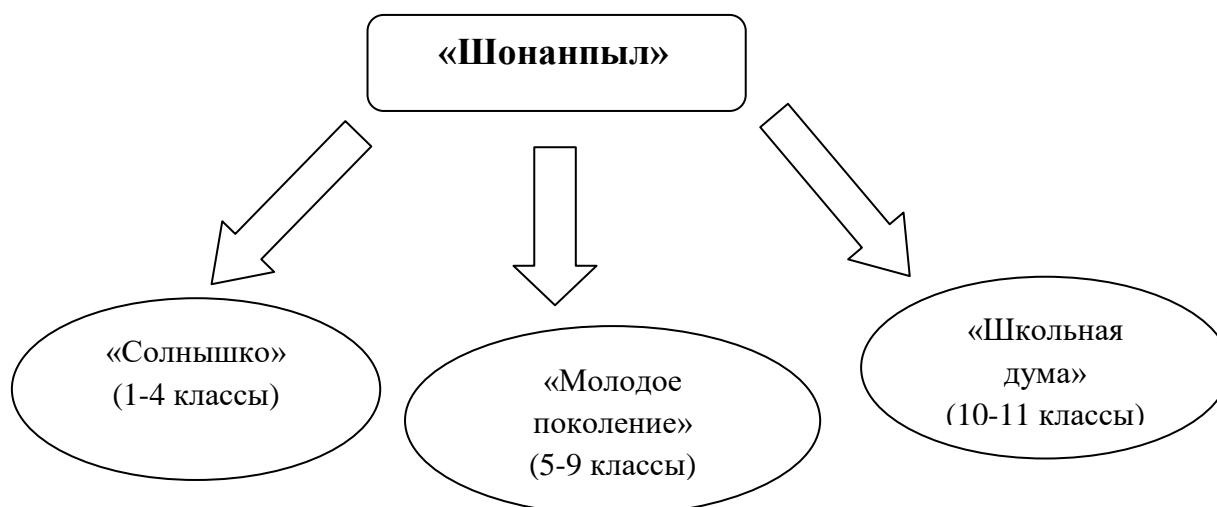 «Шонанпыл»
«Солнышко»
(1-4 классы)
«Молодое
поколение»
(5-9 классы)
«Школьная
дума»
(10-11 классы)